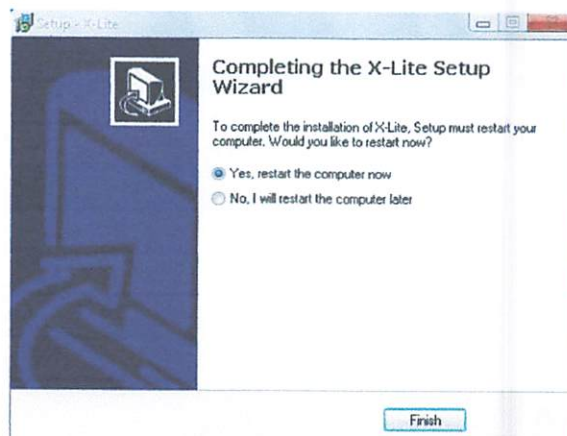 Setup - X-Lite
Completing the X-Lite Setup
Wizard
To complete the installation of X-Lite, Setup must restart your
computer. Would you like to restart now?
Yes, restart the computer now
No, I will restart the computer later
Finish